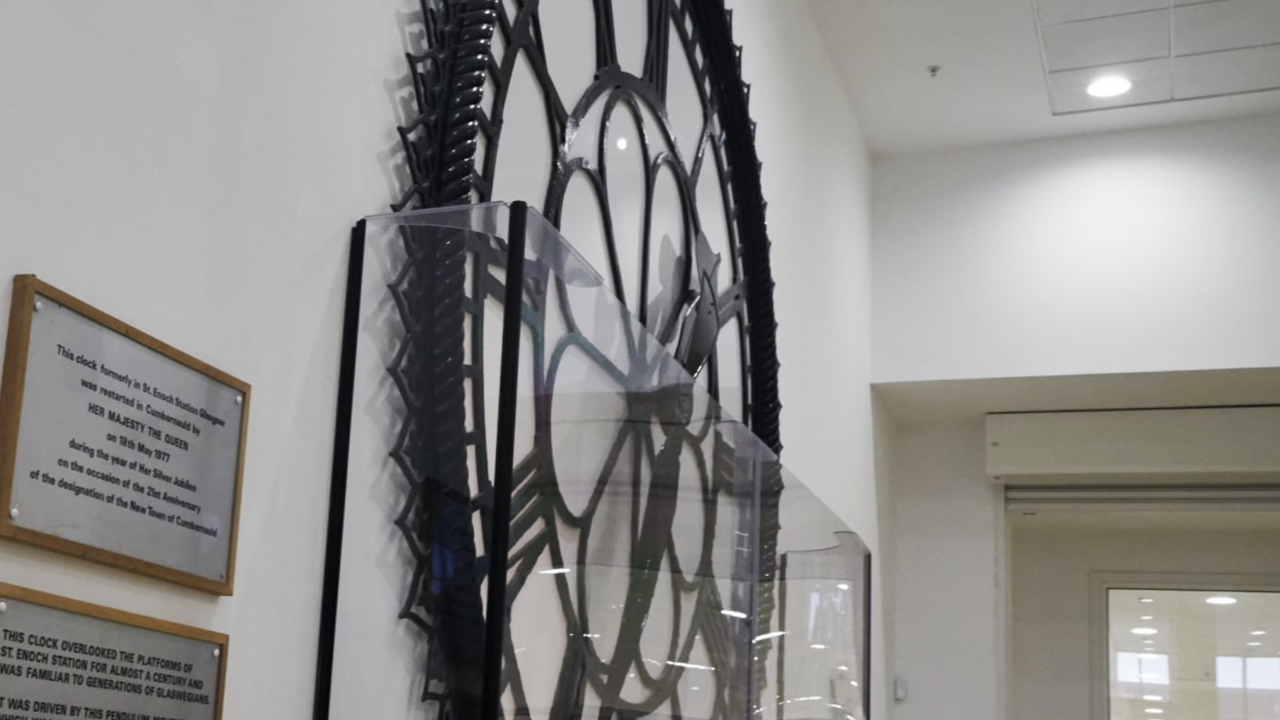 This clock formerly in St. Enoch Station Glasgow
was restarted in Cumbernauld by
HER MAJESTY THE QUEEN
on 18th May 1977
during the year of Her Silver Jubilee
on the occasion of the 21st Anniversary
of the designation of the New Town of Cumbernauld
THIS CLOCK OVERLOOKED THE PLATFORMS OF
ST. ENOCH STATION FOR ALMOST A CENTURY AND
WAS FAMILIAR TO GENERATIONS OF GLASWEGIANS
IT WAS DRIVEN BY THIS PENDULUM